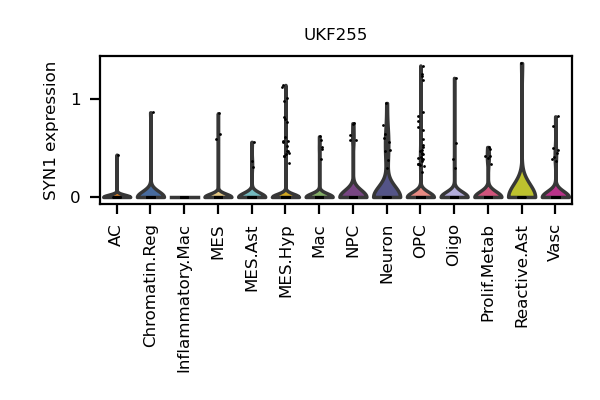 UKF255
SYN1 expression
1
0
AC
Chromatin.Reg
Inflammatory.Mac
MES
MES.Ast
MES.Hyp
Mac
NPC
Neuron
OPC
Oligo
Prolif.Metab
Reactive.Ast
Vasc